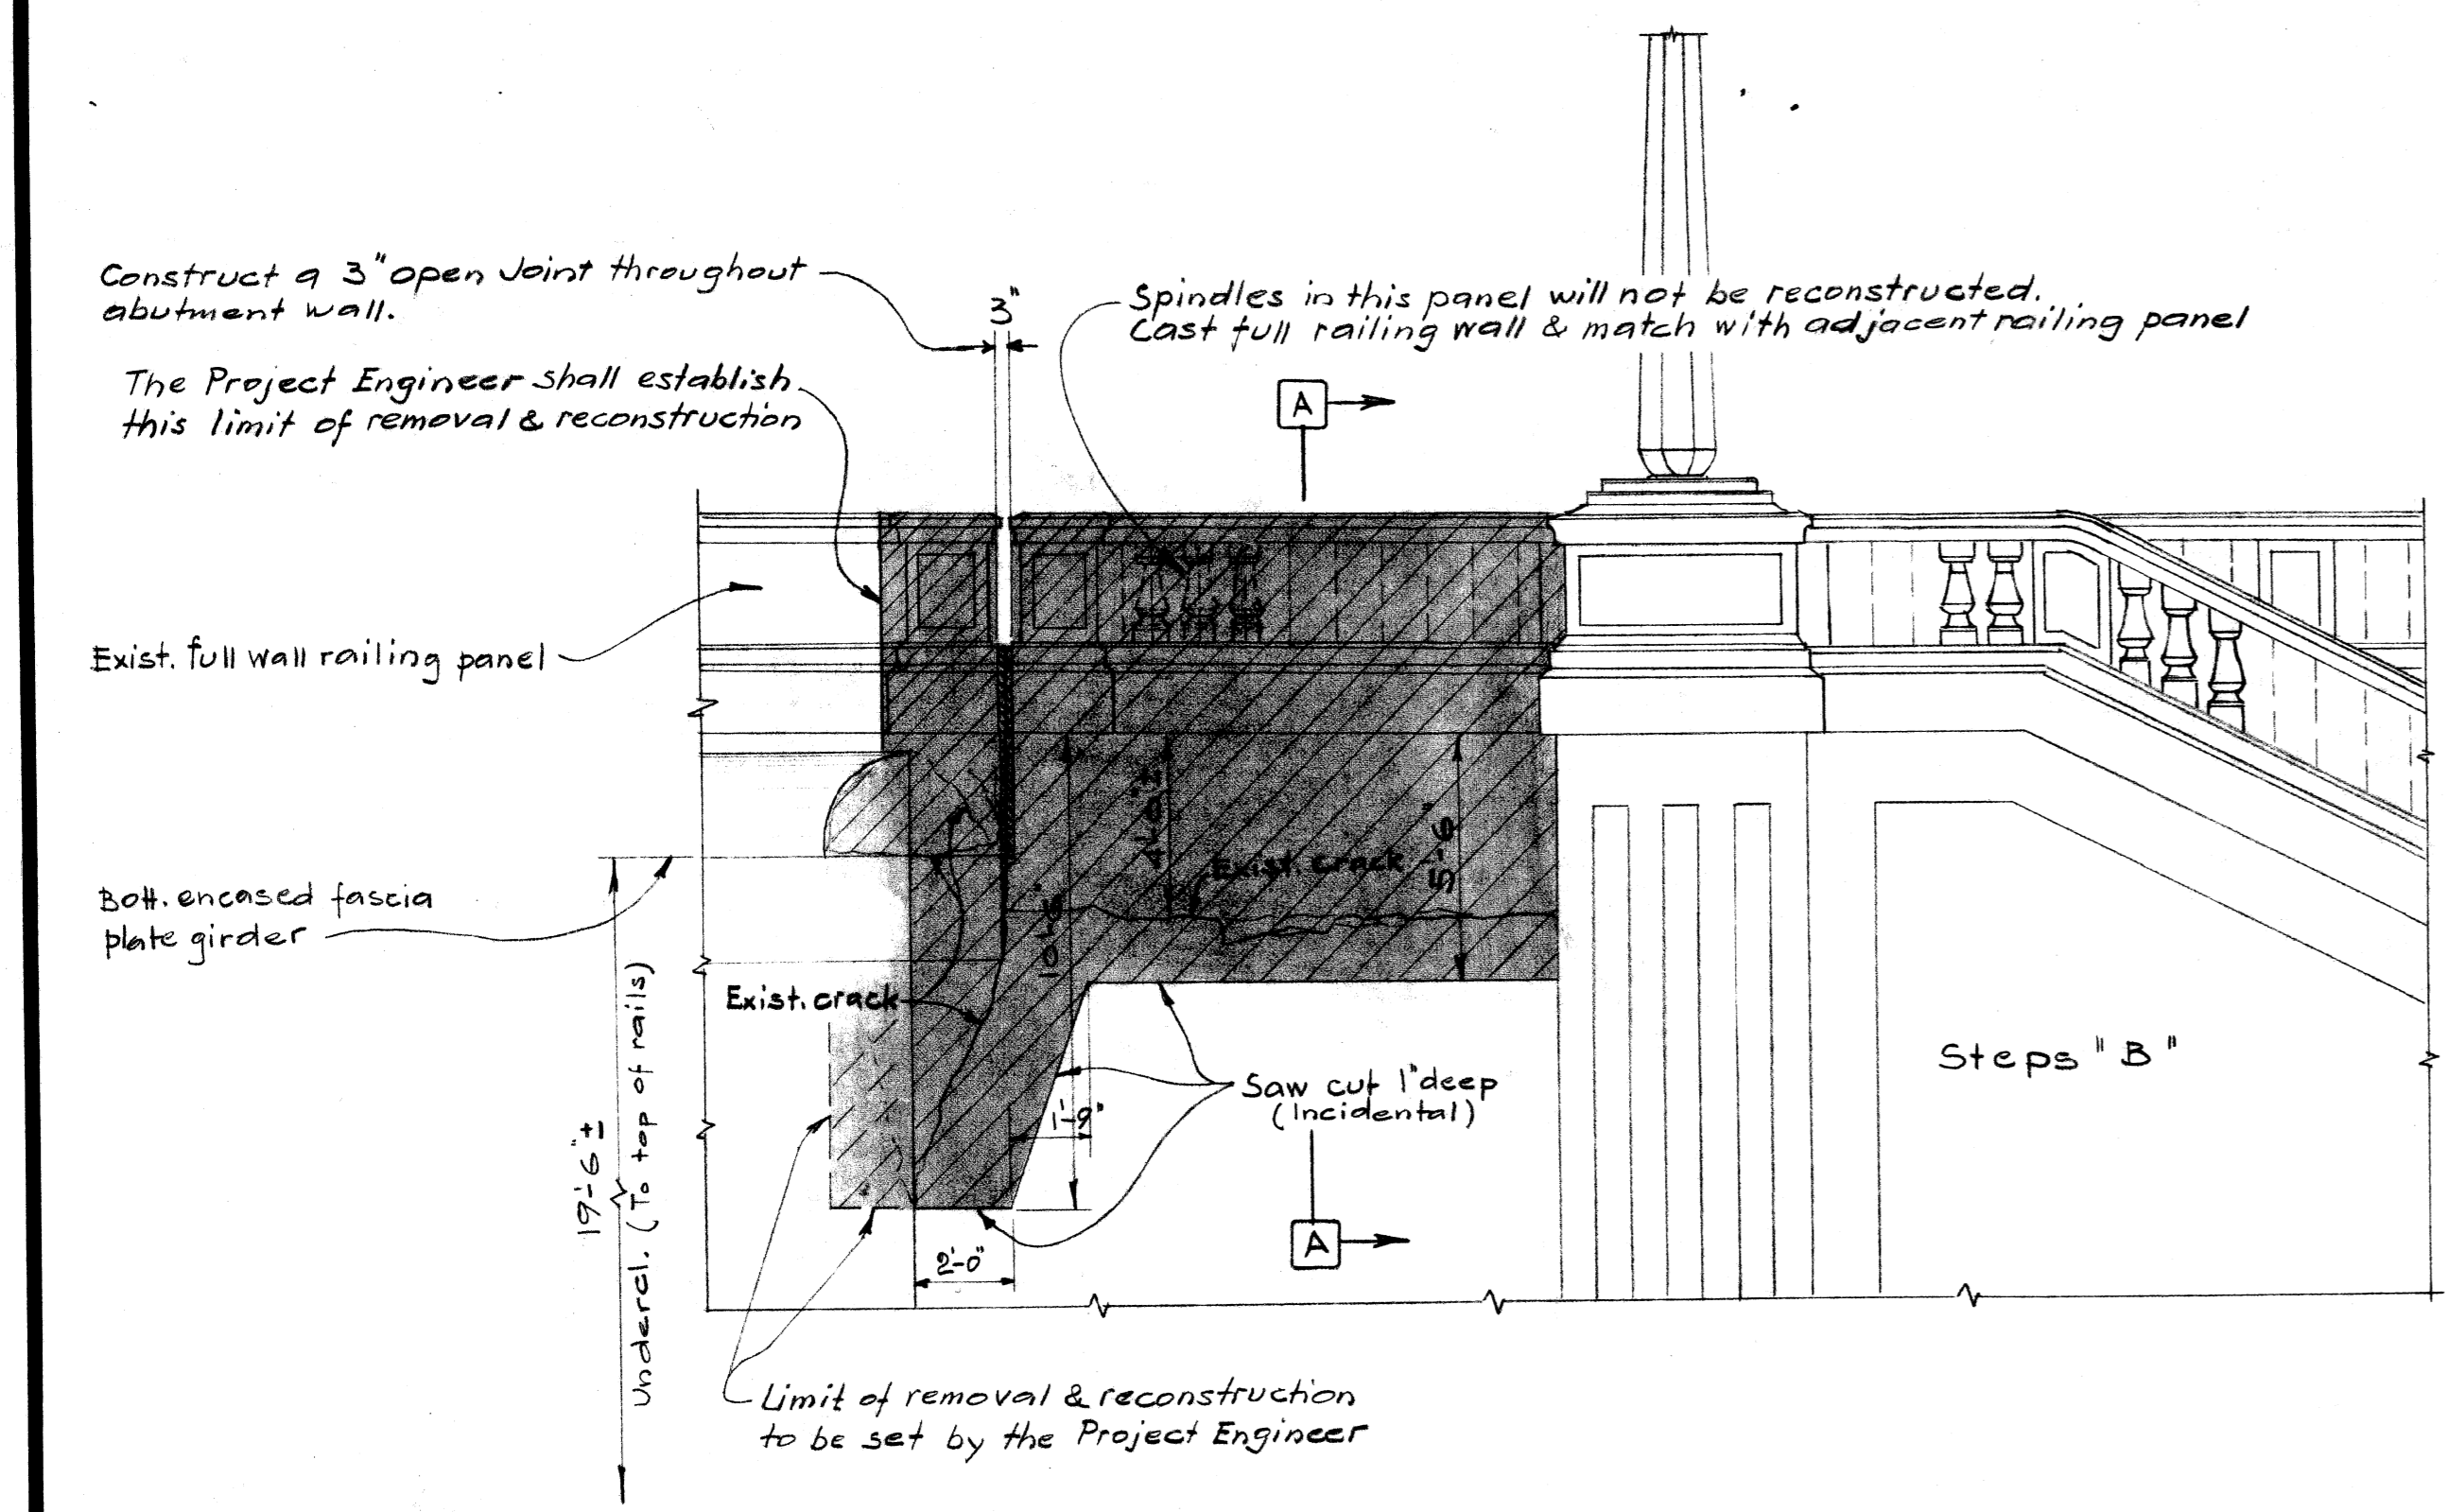 Construct a 3" open Joint throughout
abutment wall.
3"
Spindles in this panel will not be reconstructed.
Cast full railing wall & match with adjacent railing panel
The Project Engineer shall establish
this limit of removal & reconstruction
A
Exist. full wall railing panel
Exist. crack
5'-6"
Bott. encased fascia
plate girder
Exist. crack
19'-6"±
Undercl. (To top of rails)
Saw cut 1" deep
(Incidental)
1'-9"
Steps "B"
A
2'-0"
Limit of removal & reconstruction
to be set by the Project Engineer